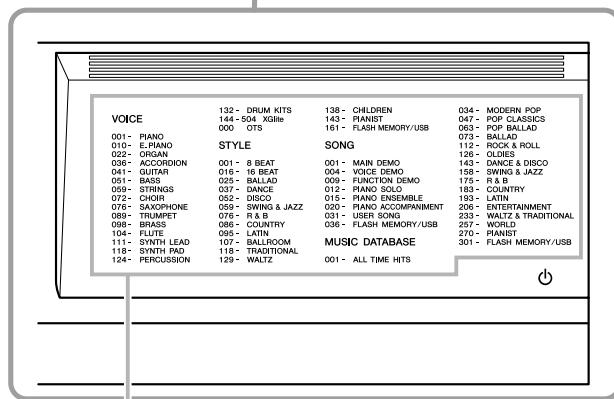 VOICE
001 - PIANO
010 - E.PIANO
022 - ORGAN
036 - ACCORDION
041 - GUITAR
051 - BASS
059 - STRINGS
072 - CHOIR
076 - SAXOPHONE
089 - TRUMPET
098 - BRASS
104 - FLUTE
111 - SYNTH LEAD
118 - SYNTH PAD
124 - PERCUSSION
132 - DRUM KITS
144 - 504 XGlite
000 OTS
STYLE
001 - 8 BEAT
016 - 16 BEAT
025 - BALLAD
037 - DANCE
052 - DISCO
059 - SWING & JAZZ
076 - R & B
086 - COUNTRY
095 - LATIN
107 - BALLROOM
118 - TRADITIONAL
129 - WALTZ
138 - CHILDREN
143 - PIANIST
161 - FLASH MEMORY/USB
SONG
001 - MAIN DEMO
004 - VOICE DEMO
009 - FUNCTION DEMO
012 - PIANO SOLO
015 - PIANO ENSEMBLE
020 - PIANO ACCOMPANIMENT
031 - USER SONG
036 - FLASH MEMORY/USB
MUSIC DATABASE
001 - ALL TIME HITS
034 - MODERN POP
047 - POP CLASSICS
063 - POP BALLAD
073 - BALLAD
112 - ROCK & ROLL
126 - OLDIES
143 - DANCE & DISCO
158 - SWING & JAZZ
175 - R & B
183 - COUNTRY
193 - LATIN
206 - ENTERTAINMENT
233 - WALTZ & TRADITIONAL
257 - WORLD
270 - PIANIST
301 - FLASH MEMORY/USB